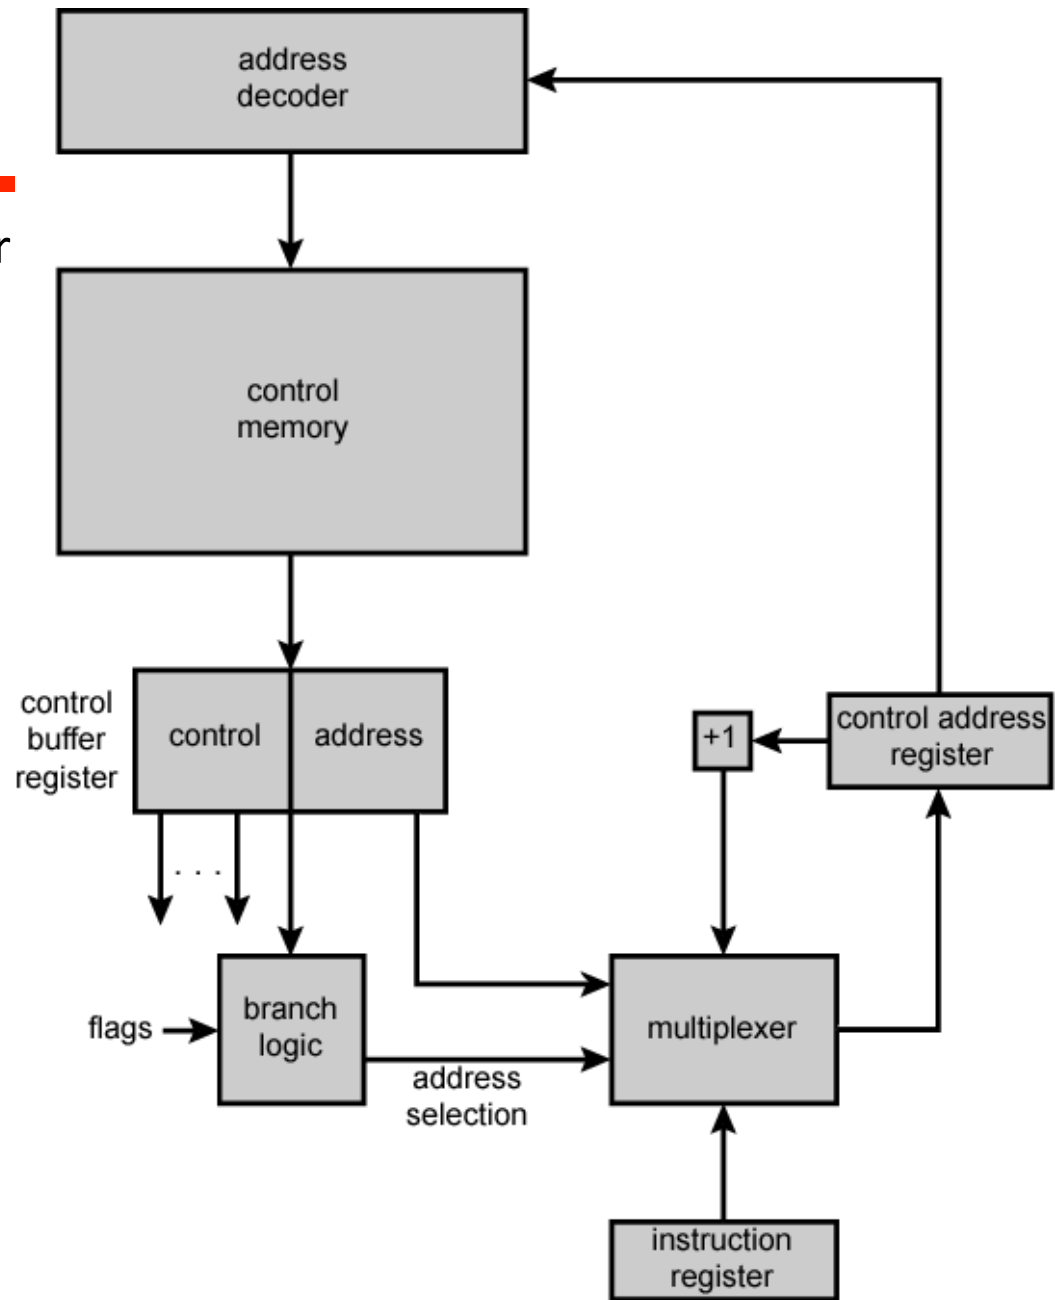 address
decoder
r
control
memory
control
buffer
register
control
address
+1
control address
register
. . .
flags
branch
logic
multiplexer
address
selection
instruction
register